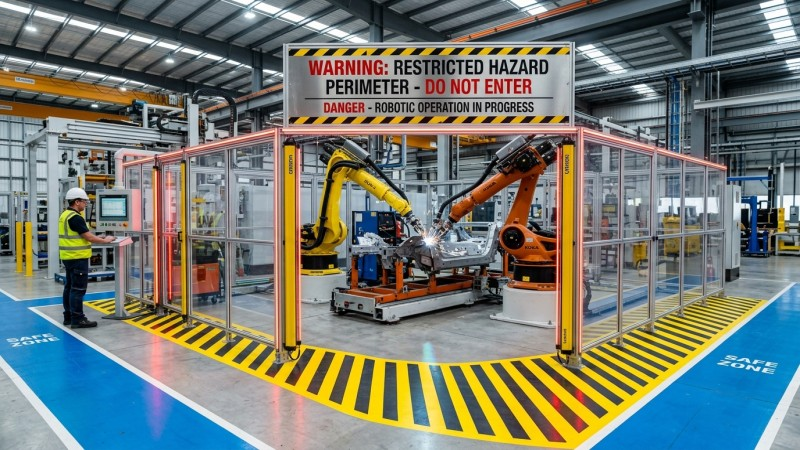 WARNING: RESTRICTED HAZARD
PERIMETER - DO NOT ENTER
DANGER - ROBOTIC OPERATION IN PROGRESS
SAFE
ZONE
SAFE
ZONE